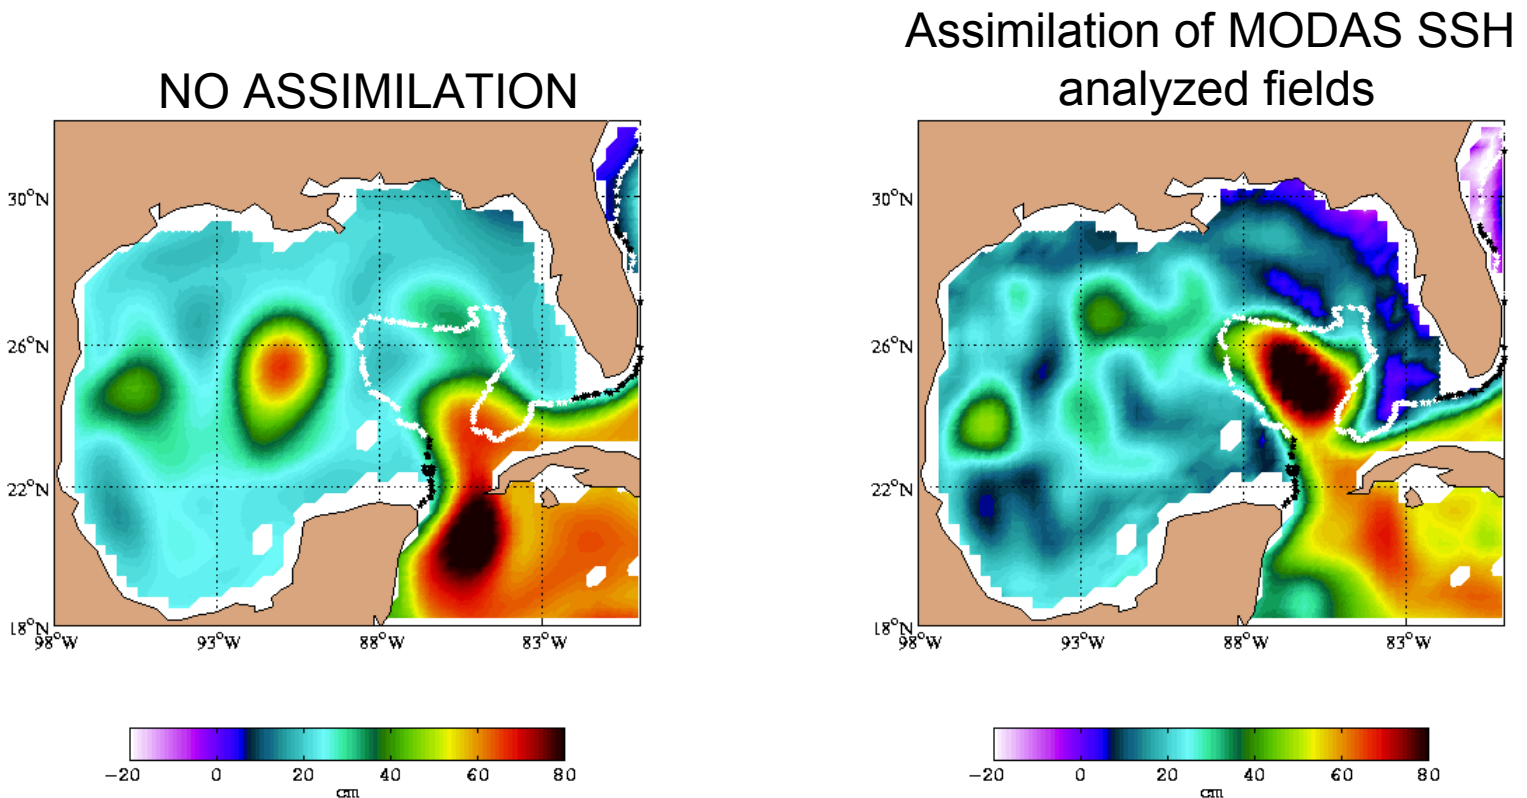 NO ASSIMILATION
Assimilation of MODAS SSH
analyzed fields
30°N
26°N
22°N
18°N
98°W 93°W 88°W 83°W
30°N
26°N
22°N
18°N
98°W 93°W 88°W 83°W
−20 0 20 40 60 80
cm
−20 0 20 40 60 80
cm